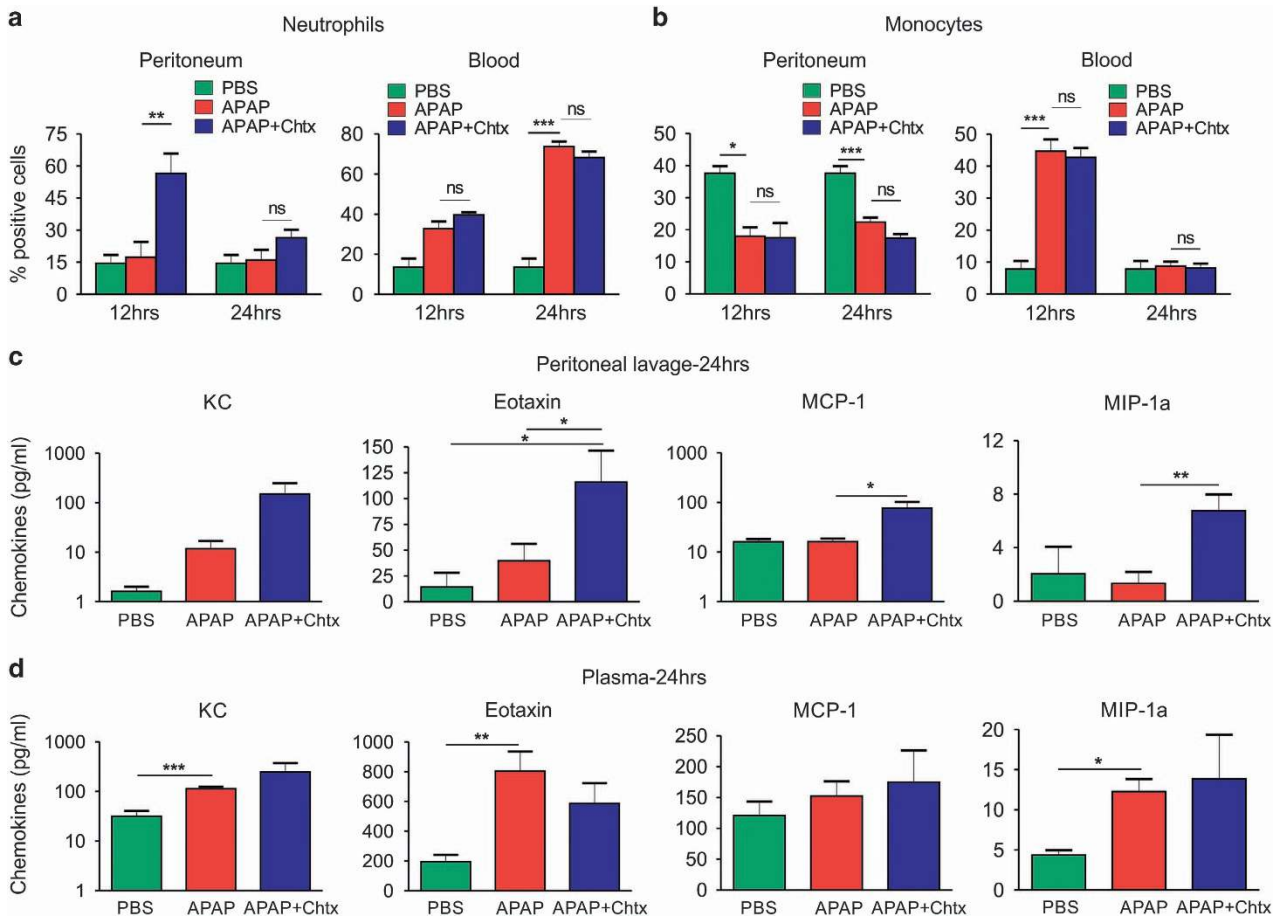 a
Neutrophils
Peritoneum
PBS
APAP
APAP+Chtx
**
ns
% positive cells
75
60
45
30
15
0
12hrs
24hrs
Blood
PBS
APAP
APAP+Chtx
ns
***
ns
80
60
40
20
0
12hrs
24hrs
b
Monocytes
Peritoneum
PBS
APAP
APAP+Chtx
*
ns
***
ns
50
40
30
20
10
0
12hrs
24hrs
Blood
PBS
APAP
APAP+Chtx
***
ns
ns
50
40
30
20
10
0
12hrs
24hrs
c
Peritoneal lavage-24hrs
KC
Chemokines (pg/ml)
1000
100
10
1
PBS APAP APAP+Chtx
Eotaxin
*
*
150
125
100
75
50
25
0
PBS APAP APAP+Chtx
MCP-1
*
1000
100
10
1
PBS APAP APAP+Chtx
MIP-1a
**
12
8
6
4
2
0
PBS APAP APAP+Chtx
d
Plasma-24hrs
KC
Chemokines (pg/ml)
***
1000
100
10
1
PBS APAP APAP+Chtx
Eotaxin
**
1000
800
600
400
200
0
PBS APAP APAP+Chtx
MCP-1
250
200
150
100
50
0
PBS APAP APAP+Chtx
MIP-1a
*
20
15
10
5
0
PBS APAP APAP+Chtx